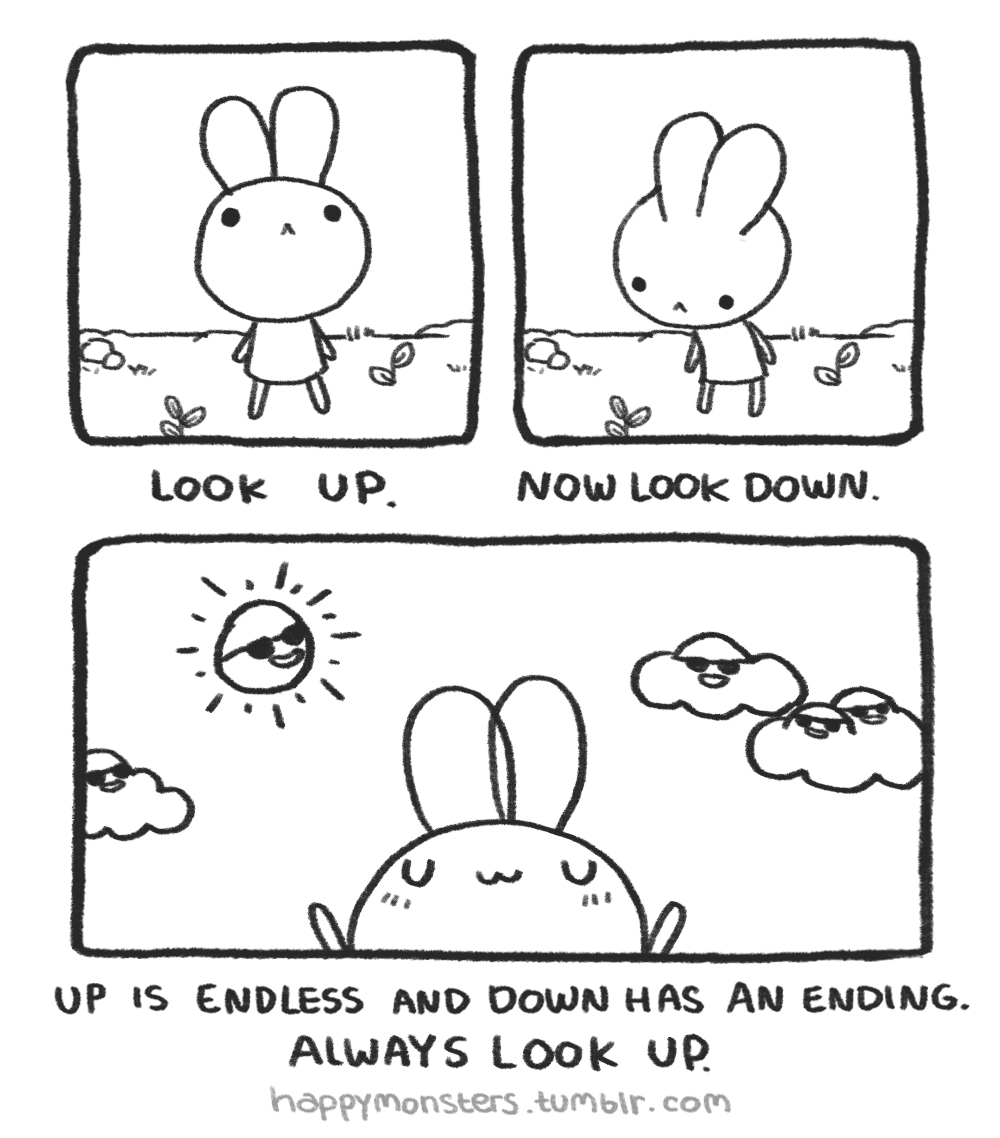 LOOK UP.
NOW LOOK DOWN.
UP IS ENDLESS AND DOWN HAS AN ENDING.
ALWAYS LOOK UP.
happymonsters.tumblr.com